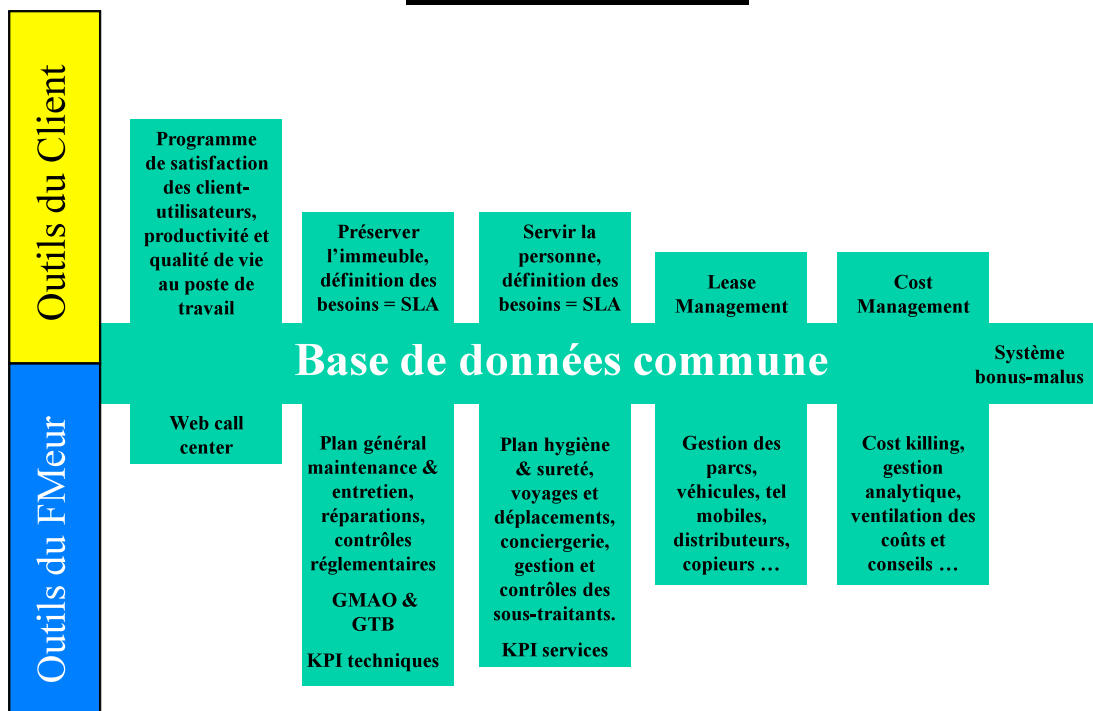 Outils du Client
Programme
de satisfaction
des client-
utilisateurs,
productivité et
qualité de vie
au poste de
travail
Préserver
l’immeuble,
définition des
besoins = SLA
Servir la
personne,
définition des
besoins = SLA
Lease
Management
Cost
Management
Base de données commune
Système
bonus-malus
Outils du FMeur
Web call
center
Plan général
maintenance &
entretien,
réparations,
contrôles
réglementaires
GMAO &
GTB
KPI techniques
Plan hygiène
& sureté,
voyages et
déplacements,
conciergerie,
gestion et
contrôles des
sous-traitants.
KPI services
Gestion des
parcs,
véhicules, tel
mobiles,
distributeurs,
copieurs …
Cost killing,
gestion
analytique,
ventilation des
coûts et
conseils …